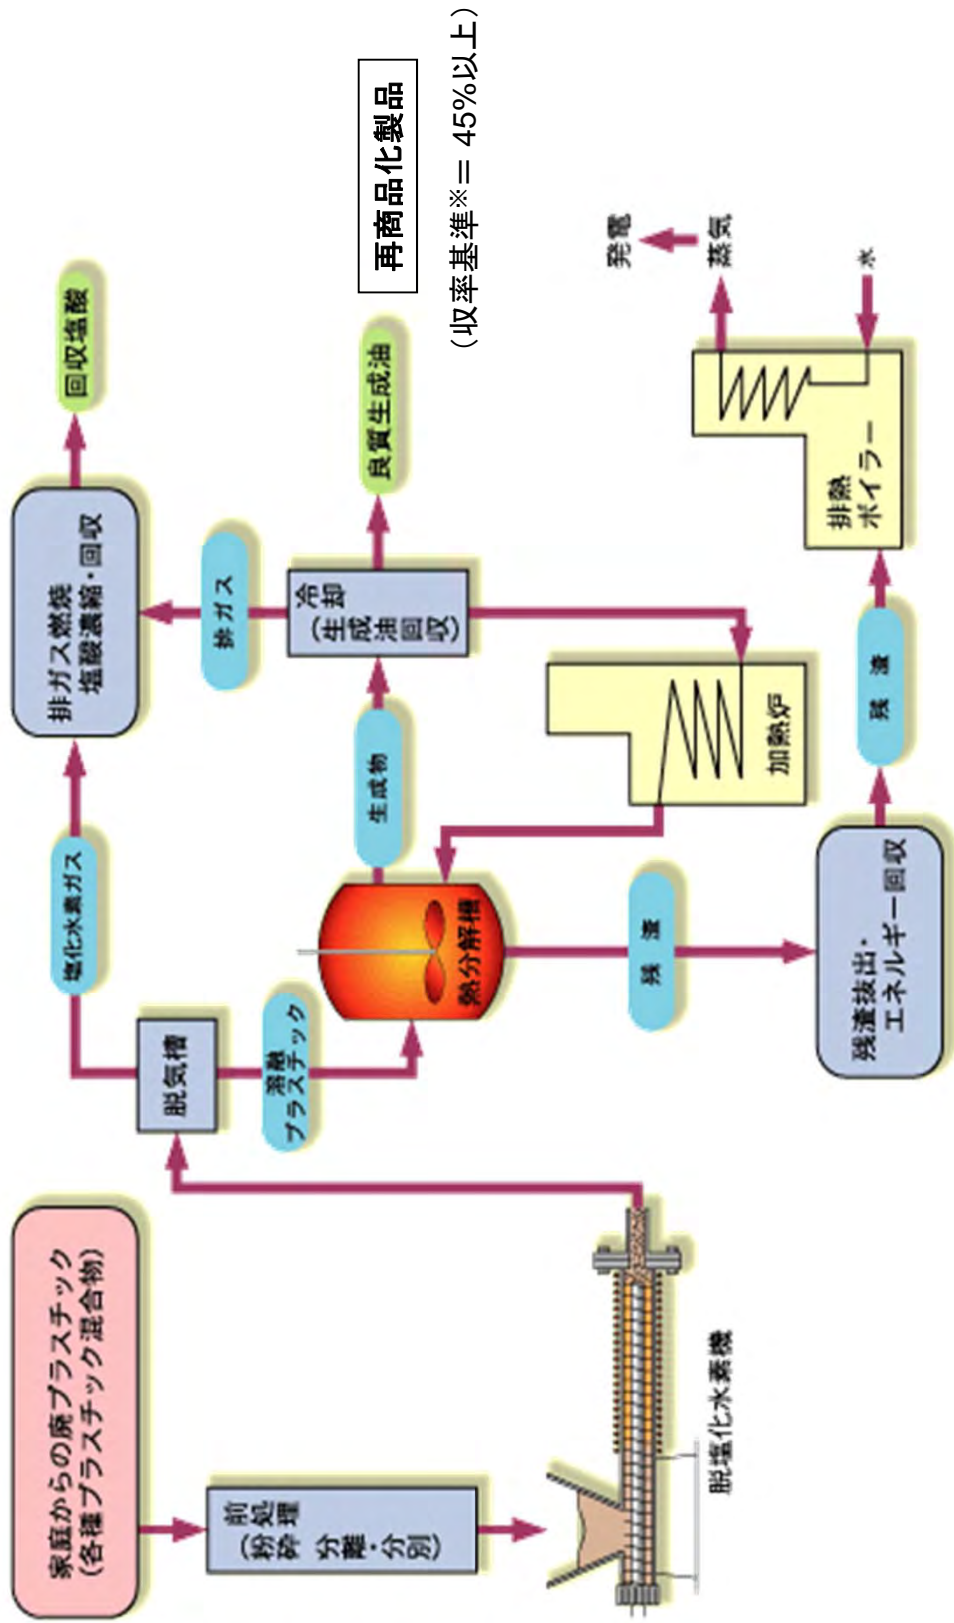 家庭からの廃プラスチック
(各種プラスチック混合物)
前処理
(粉砕 分離・分別)
脱塩化水素機
脱気槽
塩化水素ガス
溶融
プラスチック
排ガス燃焼
塩酸濃縮・回収
回収塩酸
熱分解槽
生成物
排ガス
冷却
(生成油回収)
良質生成油
再商品化製品
(収率基準※= 45%以上)
加熱炉
残 渣
残渣抜出・
エネルギー回収
残 渣
排熱
ボイラー
水
蒸気
発電